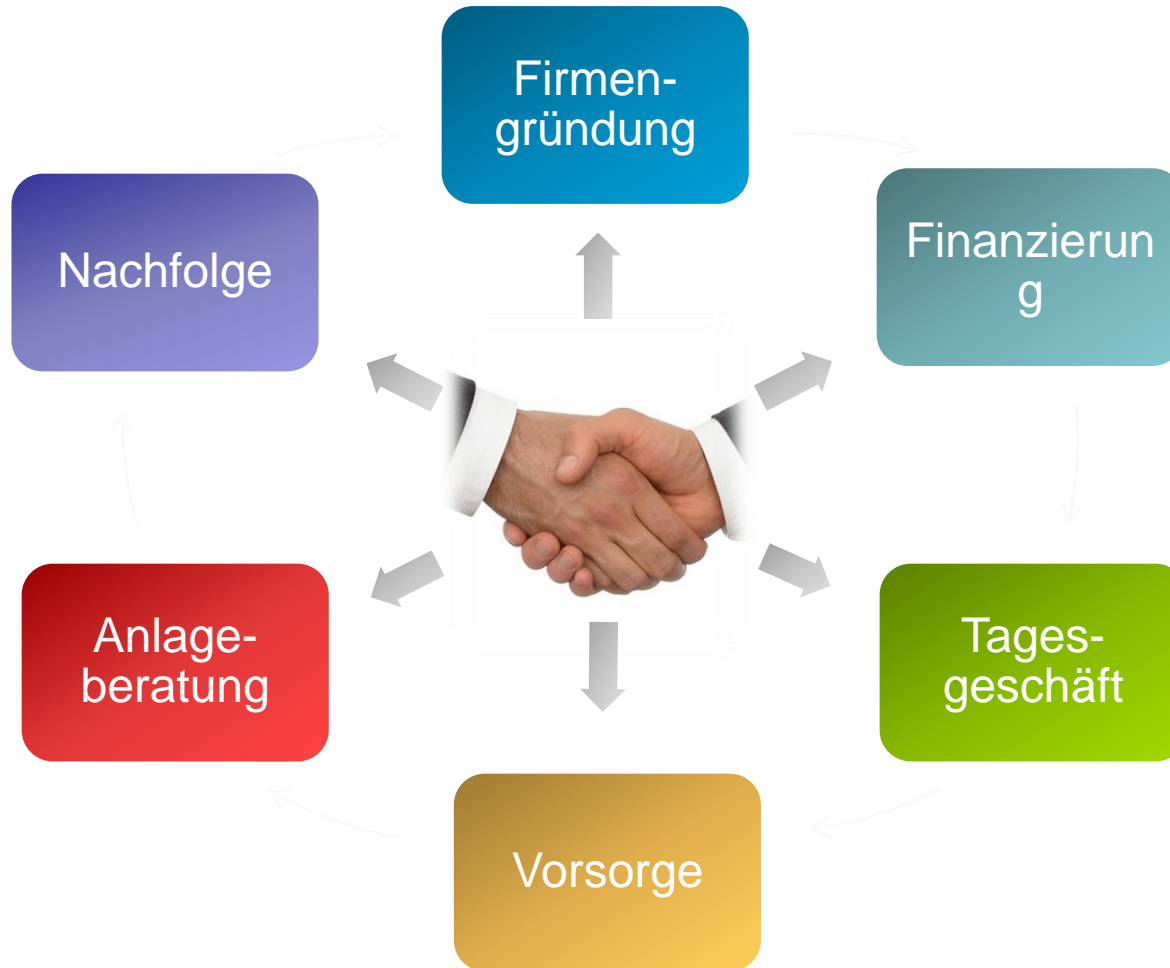 Firmen-
gründung
Finanzierun
g
Tages-
geschäft
Vorsorge
Anlage-
beratung
Nachfolge